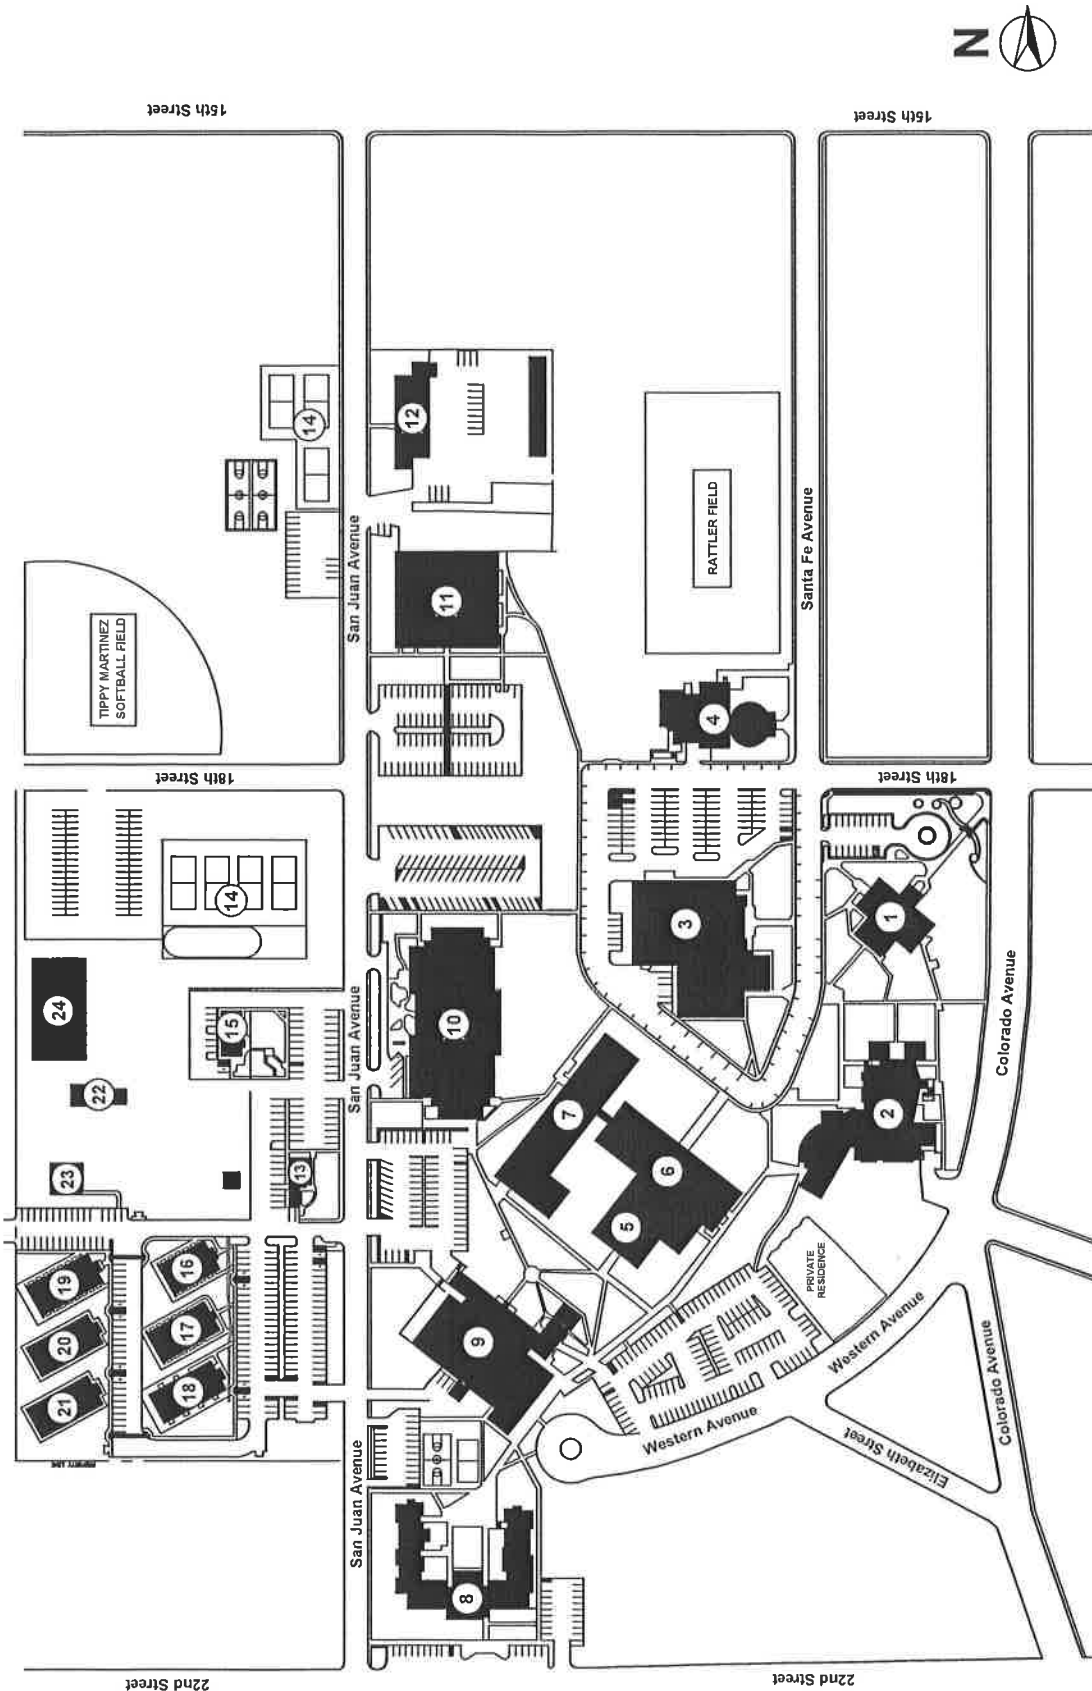 N
15th Street
15th Street
14
12
San Juan Avenue
RATTLER FIELD
Santa Fe Avenue
11
TIPPY MARTINEZ
SOFTBALL FIELD
4
18th Street
18th Street
14
3
1
24
15
10
San Juan Avenue
Colorado Avenue
22
7
2
23
13
6
5
PRIVATE
RESIDENCE
19
16
20
17
21
18
9
Western Avenue
Western Avenue
Colorado Avenue
Elizabeth Street
San Juan Avenue
8
22nd Street
22nd Street